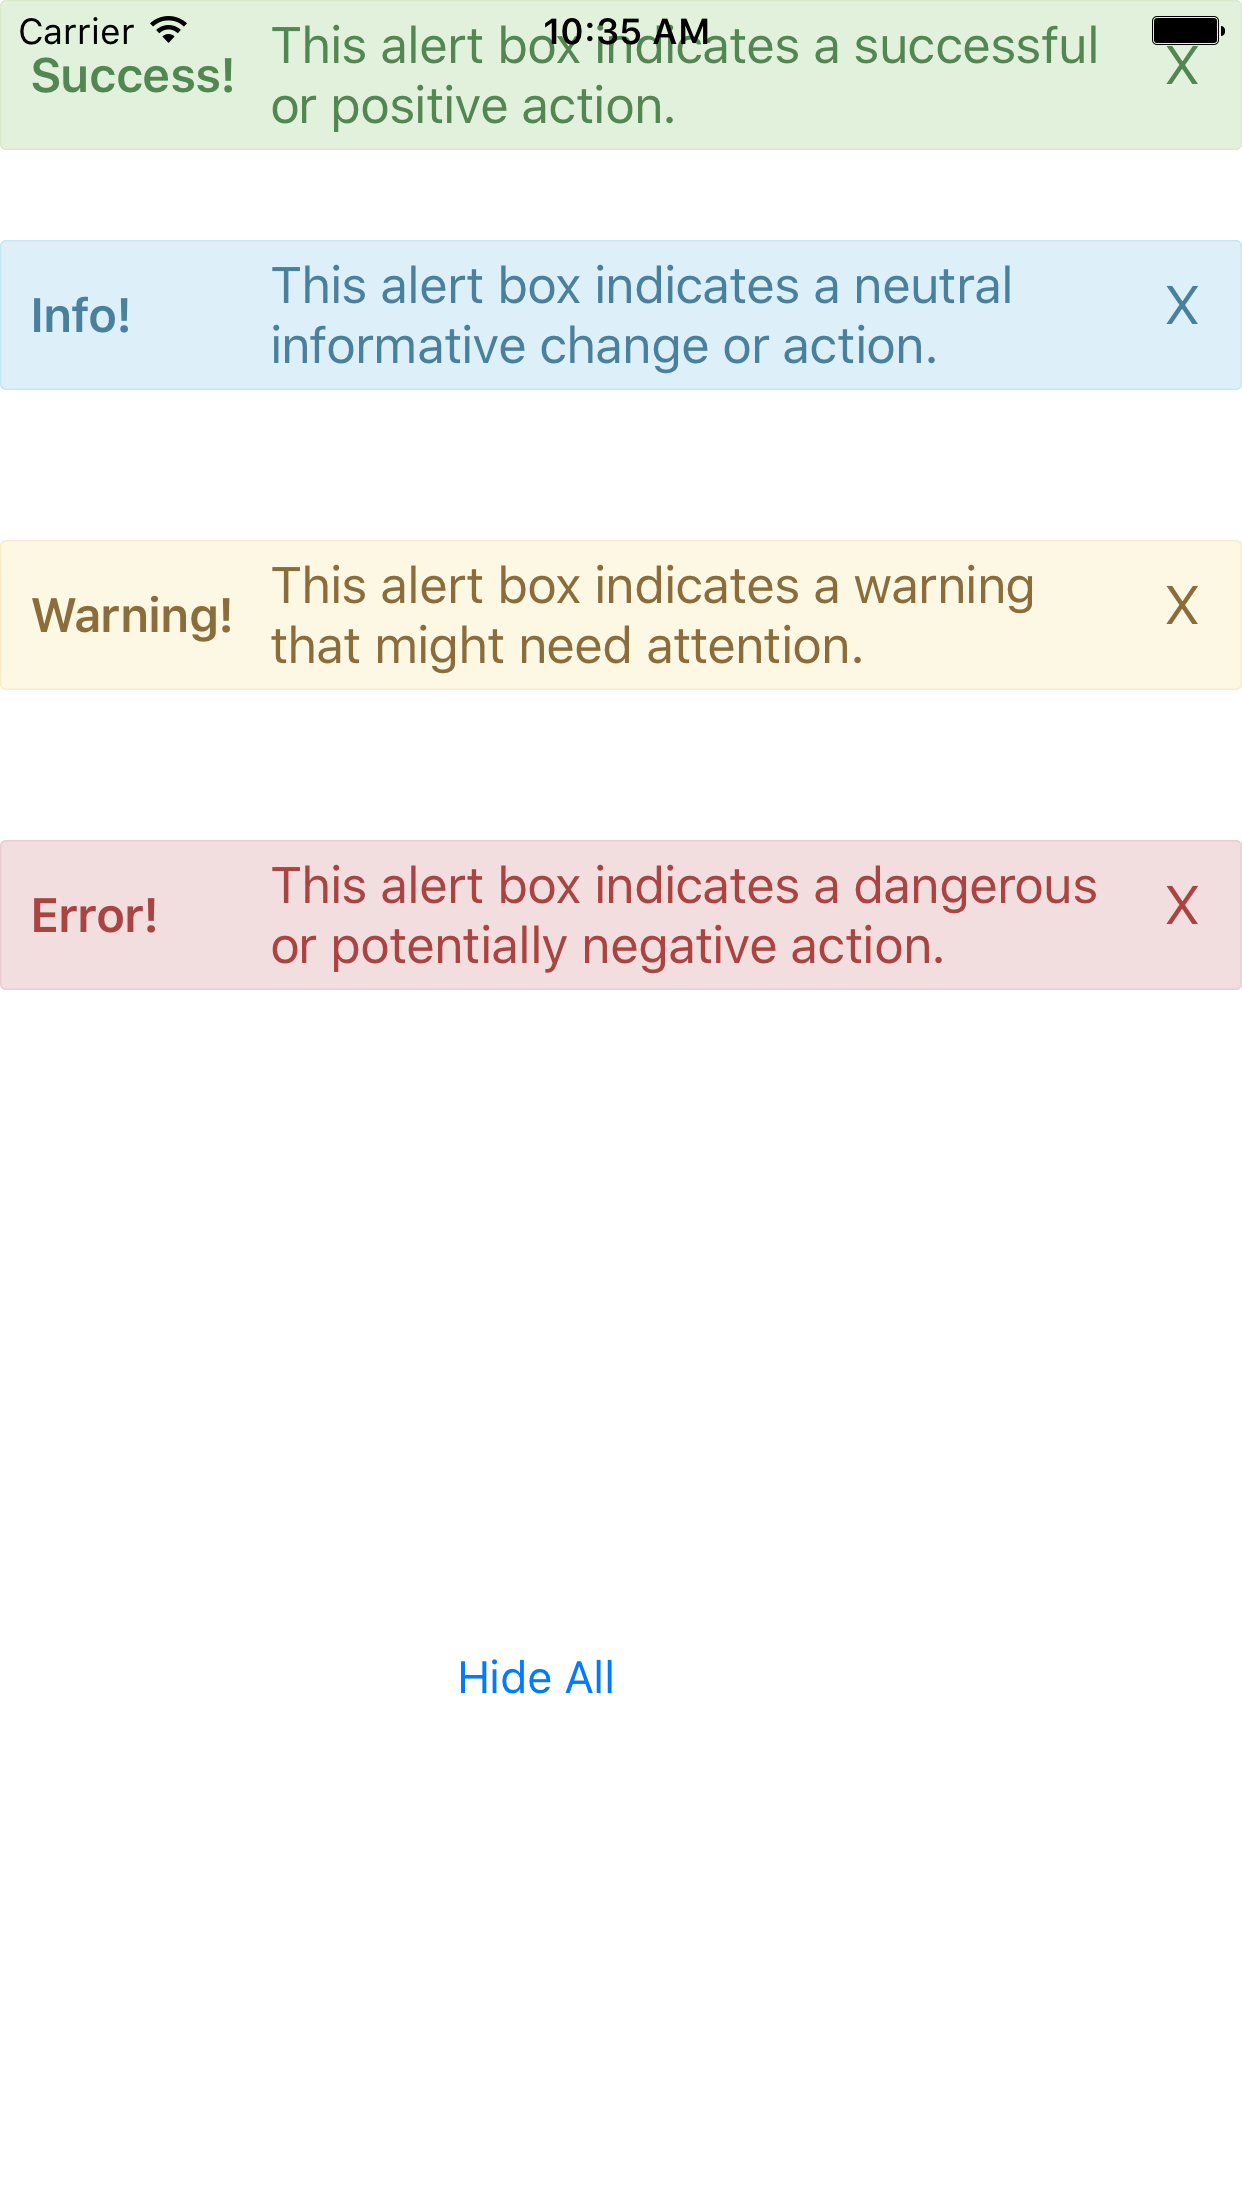 Carrier 10:35 AM
Success! This alert box indicates a successful X
or positive action.
Info! This alert box indicates a neutral X
informative change or action.
Warning! This alert box indicates a warning X
that might need attention.
Error! This alert box indicates a dangerous X
or potentially negative action.
Hide All